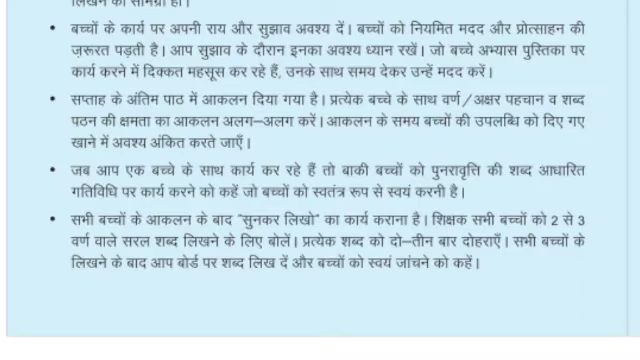 लिखने की सामग्री हो।
• बच्चों के कार्य पर अपनी राय और सुझाव अवश्य दें। बच्चों को नियमित मदद और प्रोत्साहन की
ज़रूरत पड़ती है। आप सुझाव के दौरान इनका अवश्य ध्यान रखें। जो बच्चे अभ्यास पुस्तिका पर
कार्य करने में दिक्कत महसूस कर रहे हैं, उनके साथ समय देकर उन्हें मदद करें।
• सप्ताह के अंतिम पाठ में आकलन दिया गया है। प्रत्येक बच्चे के साथ वर्ण/अक्षर पहचान व शब्द
पठन की क्षमता का आकलन अलग–अलग करें। आकलन के समय बच्चों की उपलब्धि को दिए गए
खाने में अवश्य अंकित करते जाएँ।
• जब आप एक बच्चे के साथ कार्य कर रहे हैं तो बाकी बच्चों को पुनरावृत्ति की शब्द आधारित
गतिविधि पर कार्य करने को कहें जो बच्चों को स्वतंत्र रूप से स्वयं करनी है।
• सभी बच्चों के आकलन के बाद "सुनकर लिखो" का कार्य कराना है। शिक्षक सभी बच्चों को 2 से 3
वर्ण वाले सरल शब्द लिखने के लिए बोलें। प्रत्येक शब्द को दो–तीन बार दोहराएँ। सभी बच्चों के
लिखने के बाद आप बोर्ड पर शब्द लिख दें और बच्चों को स्वयं जांचने को कहें।